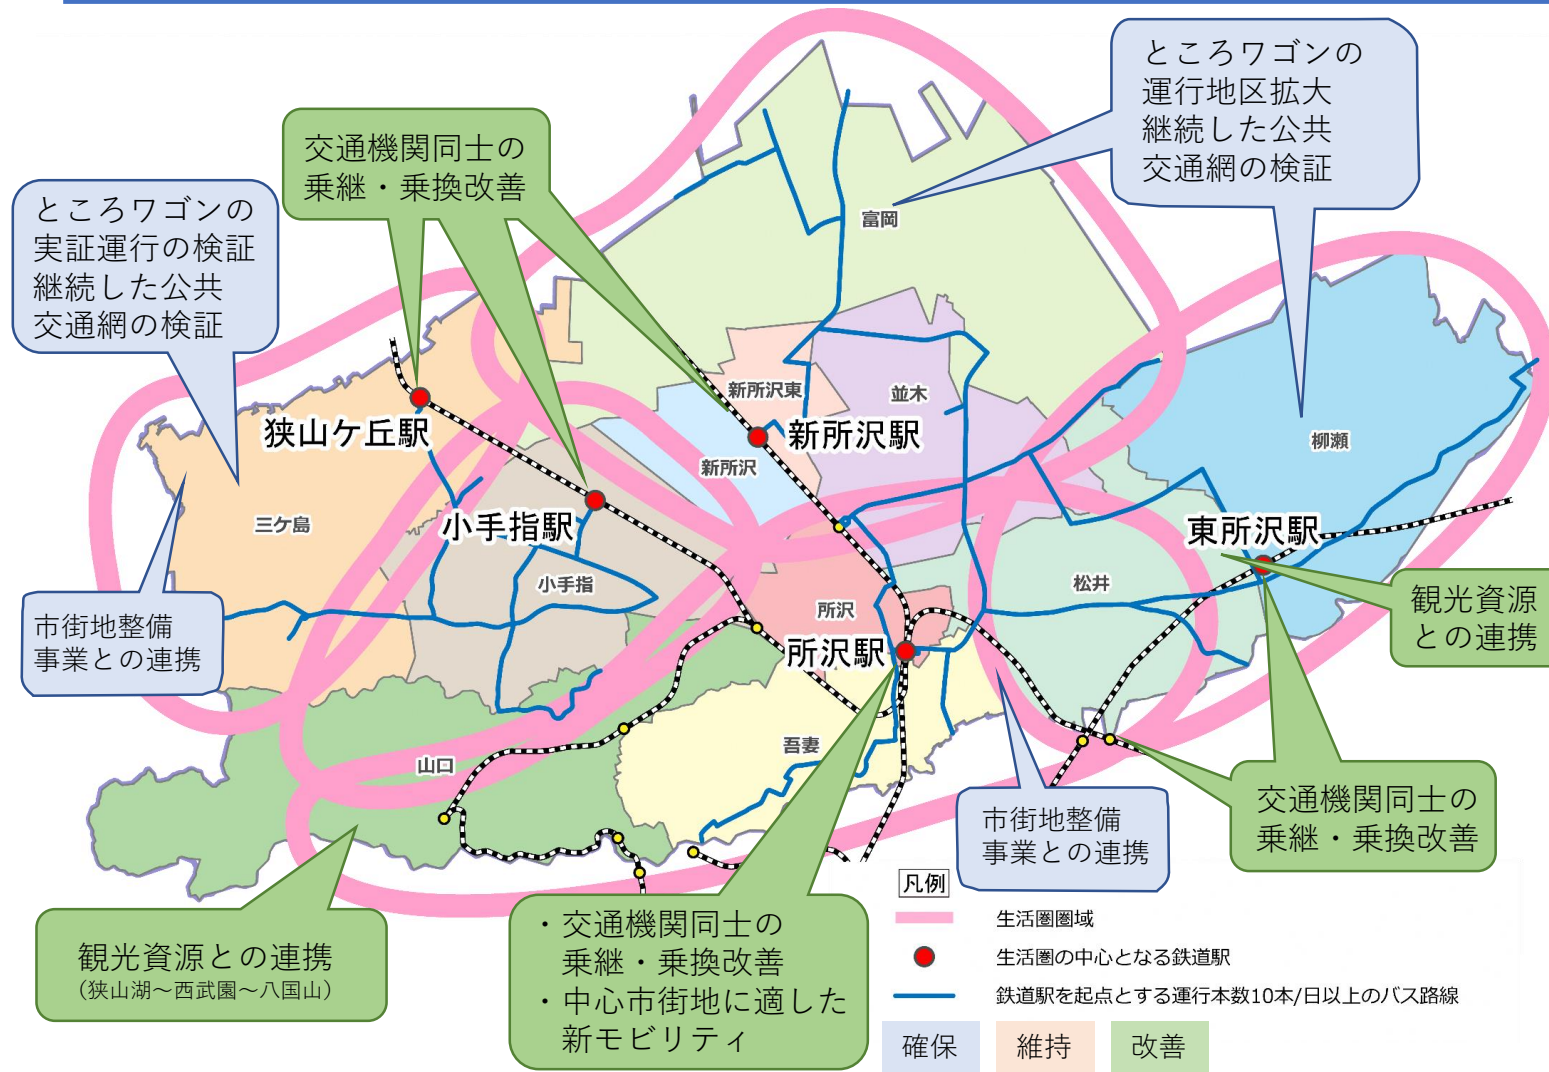 ところワゴンの
運行地区拡大
継続した公共
交通網の検証
交通機関同士の
乗継・乗換改善
ところワゴンの
実証運行の検証
継続した公共
交通網の検証
富岡
新所沢東
並木
狭山ケ丘駅
新所沢駅
柳瀬
新所沢
三ケ島
小手指駅
東所沢駅
小手指
松井
所沢
観光資源
との連携
市街地整備
事業との連携
所沢駅
吾妻
山口
市街地整備
事業との連携
交通機関同士の
乗継・乗換改善
観光資源との連携
(狭山湖～西武園～八国山)
・交通機関同士の
乗継・乗換改善
・中心市街地に適した
新モビリティ
凡例
生活圏圏域
生活圏の中心となる鉄道駅
鉄道駅を起点とする運行本数10本/日以上のバス路線
確保
維持
改善